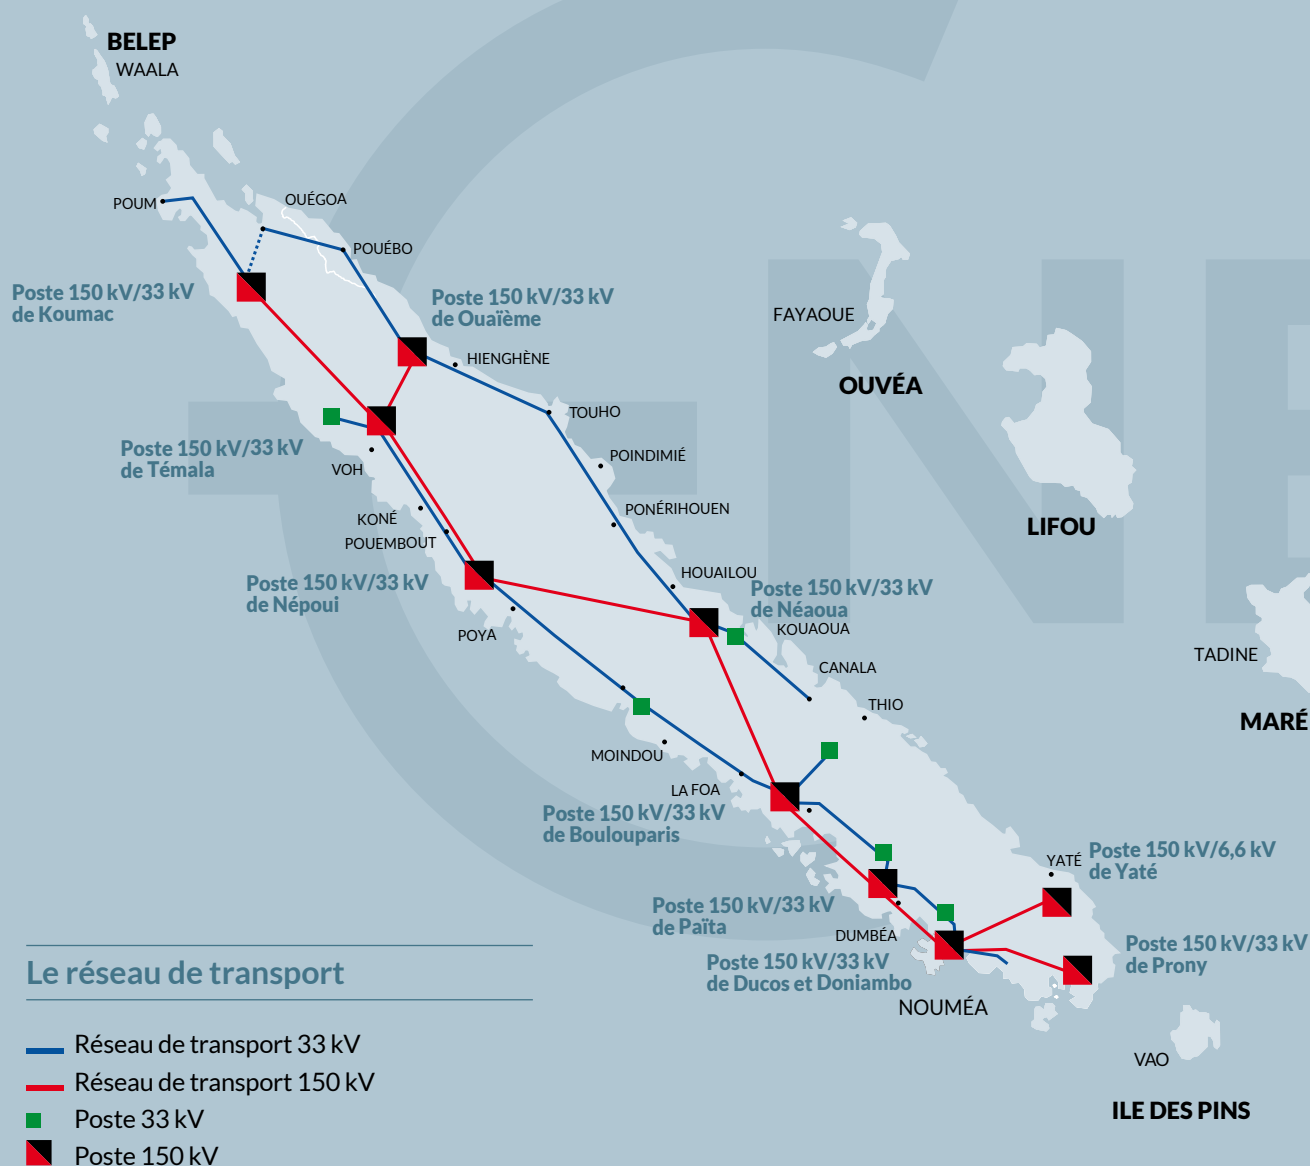 BELEP
WAALA
OUÉGOA
POUM
POUÉBO
Poste 150 kV/33 kV
de Koumac
Poste 150 kV/33 kV
de Ouaïème
FAYAOUE
HIENGHÈNE
OUVÉA
TOUHO
Poste 150 kV/33 kV
de Témala
VOH
POINDIMIÉ
PONÉRIHOUEN
KONÉ
POUEMBOUT
LIFOU
HOUAILOU
Poste 150 kV/33 kV
de Népoui
Poste 150 kV/33 kV
de Néaoua
KOUAOUA
POYA
TADINE
CANALA
THIO
MARÉ
MOINDOU
LA FOA
Poste 150 kV/33 kV
de Boulouparis
YATÉ
Poste 150 kV/6,6 kV
de Yaté
Poste 150 kV/33 kV
de Païta
DUMBÉA
Poste 150 kV/33 kV
de Prony
Poste 150 kV/33 kV
de Ducos et Doniambo
NOUMÉA
VAO
ILE DES PINS
Le réseau de transport
Réseau de transport 33 kV
Réseau de transport 150 kV
Poste 33 kV
Poste 150 kV